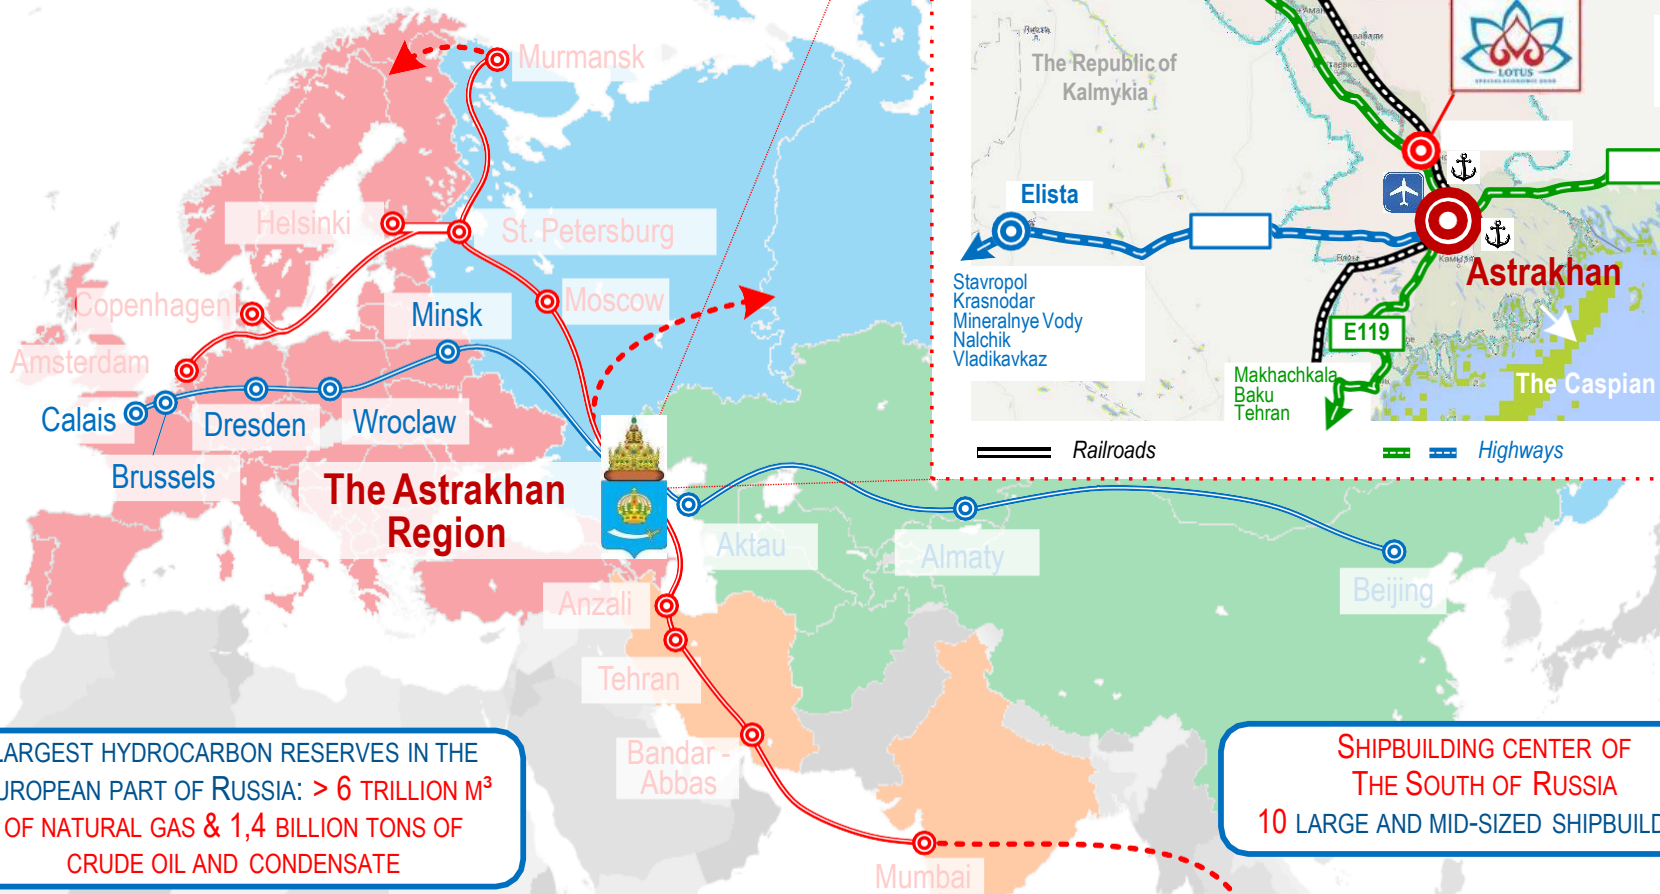 Murmansk
Helsinki
St. Petersburg
Copenhagen
Moscow
Minsk
Amsterdam
Calais
Dresden
Wroclaw
Brussels
The Astrakhan
Region
Aktau
Almaty
Beijing
Anzali
Tehran
Bandar -
Abbas
Mumbai
The Republic of
Kalmykia
LOTUS
SPECIAL ECONOMIC ZONE
Elista
Stavropol
Krasnodar
Mineralnye Vody
Nalchik
Vladikavkaz
Astrakhan
E119
The Caspian
Makhachkala
Baku
Tehran
Railroads
Highways
LARGEST HYDROCARBON RESERVES IN THE
UROPEAN PART OF RUSSIA: > 6 TRILLION M³
OF NATURAL GAS & 1,4 BILLION TONS OF
CRUDE OIL AND CONDENSATE
SHIPBUILDING CENTER OF
THE SOUTH OF RUSSIA
10 LARGE AND MID-SIZED SHIPBUILD